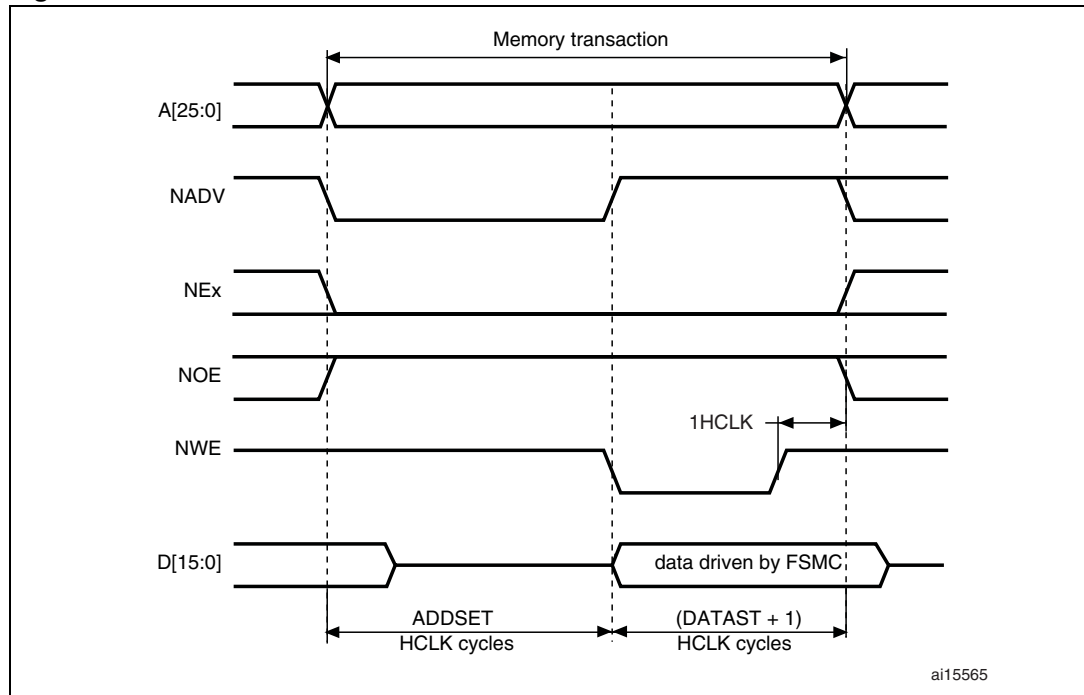 Memory transaction
A[25:0]
NADV
NEx
NOE
1HCLK
NWE
D[15:0]
data driven by FSMC
ADDSET
HCLK cycles
(DATAST + 1)
HCLK cycles
ai15565